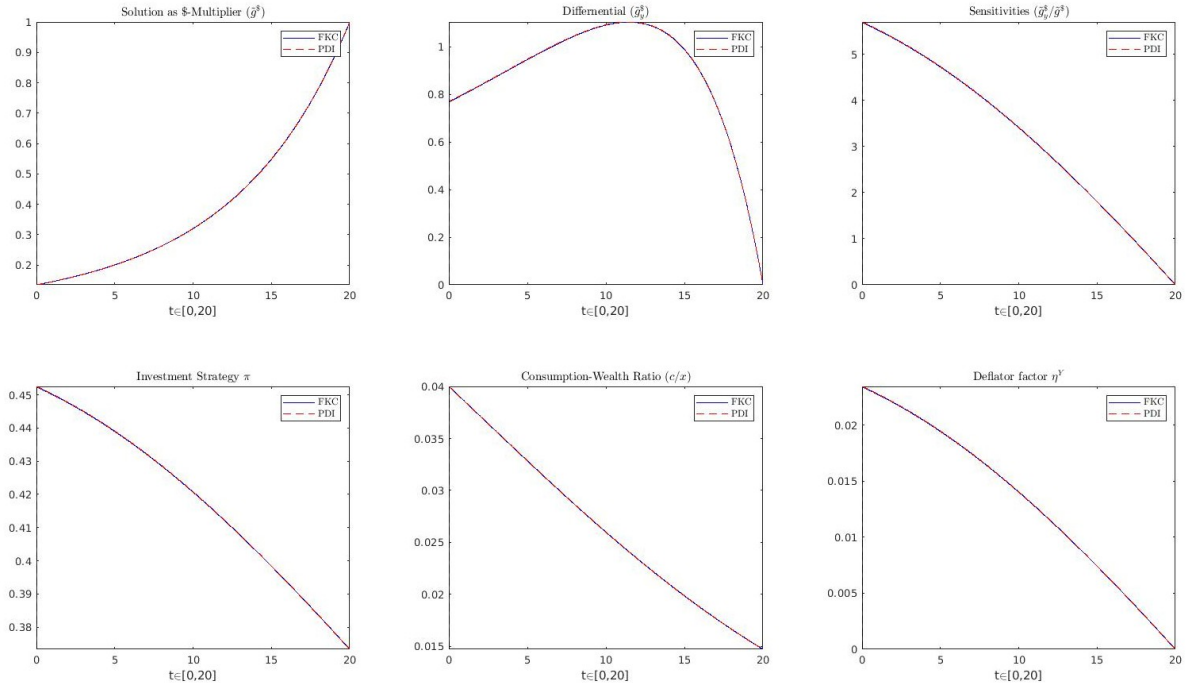 Solution as $-Multiplier (g̃^$)
1
0.9
0.8
0.7
0.6
0.5
0.4
0.3
0.2
0 5 10 15 20
t∈[0,20]
FKC
PDI
Differential (g̃_y^$)
1
0.8
0.6
0.4
0.2
0
0 5 10 15 20
t∈[0,20]
FKC
PDI
Sensitivities (g̃_y^$/g̃^$)
5
4
3
2
1
0
0 5 10 15 20
t∈[0,20]
FKC
PDI
Investment Strategy π
0.45
0.44
0.43
0.42
0.41
0.4
0.39
0.38
0 5 10 15 20
t∈[0,20]
FKC
PDI
Consumption-Wealth Ratio (c/x)
0.04
0.035
0.03
0.025
0.02
0.015
0 5 10 15 20
t∈[0,20]
FKC
PDI
Deflator factor η^Y
0.02
0.015
0.01
0.005
0
0 5 10 15 20
t∈[0,20]
FKC
PDI